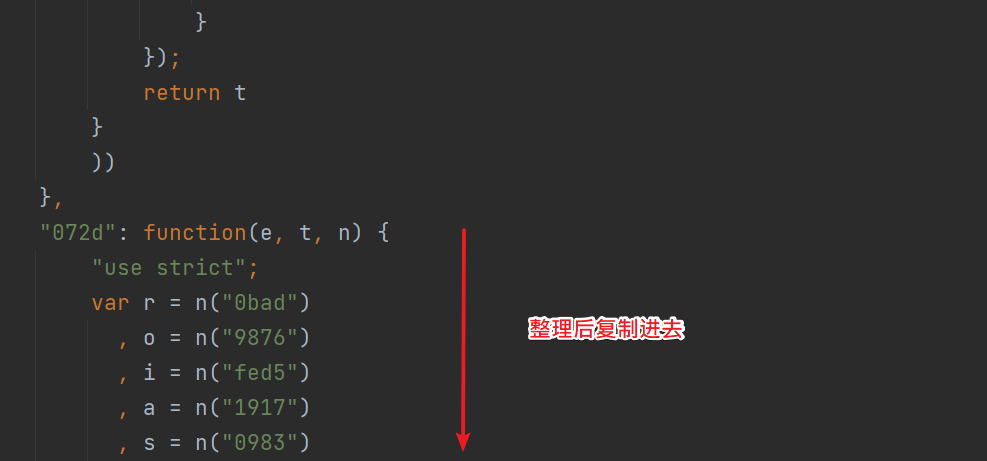 }
});
return t
}
))
},
"072d": function(e, t, n) {
"use strict";
var r = n("0bad")
, o = n("9876")
, i = n("fed5")
, a = n("1917")
, s = n("0983")
整理后复制进去